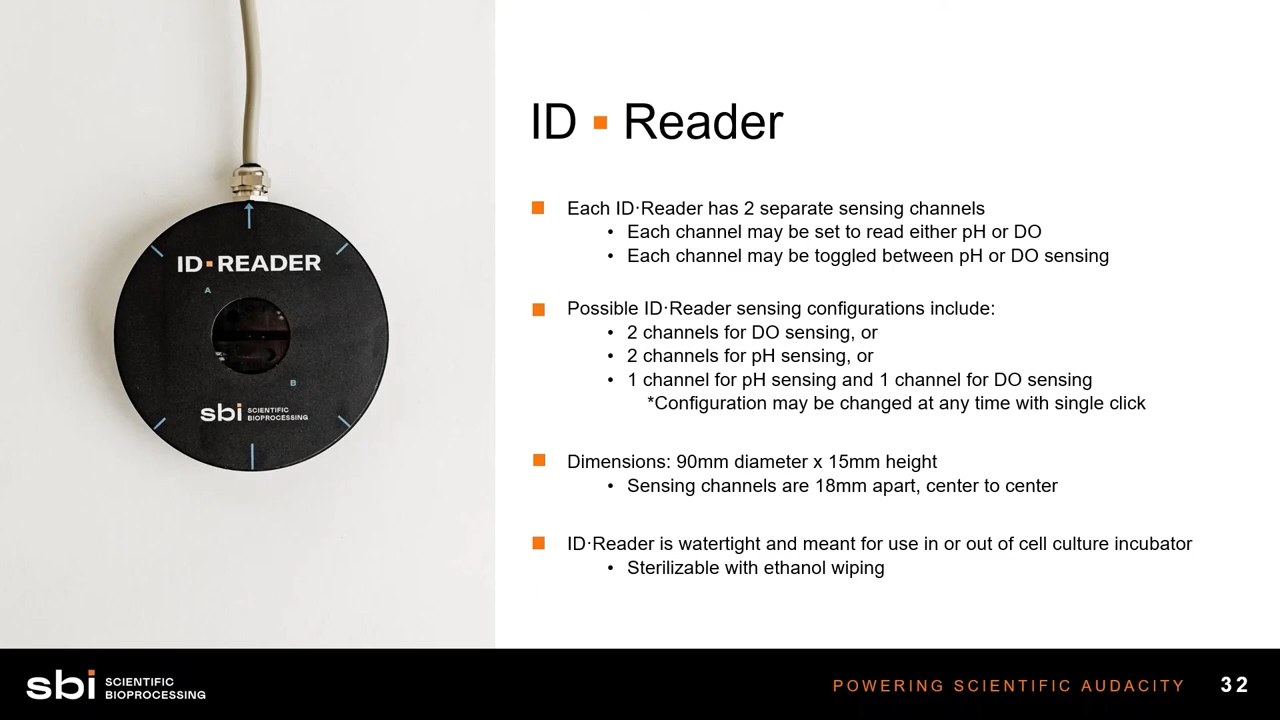 ID·READER
A
B
sbi SCIENTIFIC
BIOPROCESSING
ID ▪ Reader
Each ID·Reader has 2 separate sensing channels
• Each channel may be set to read either pH or DO
• Each channel may be toggled between pH or DO sensing
Possible ID·Reader sensing configurations include:
• 2 channels for DO sensing, or
• 2 channels for pH sensing, or
• 1 channel for pH sensing and 1 channel for DO sensing
*Configuration may be changed at any time with single click
Dimensions: 90mm diameter x 15mm height
• Sensing channels are 18mm apart, center to center
ID·Reader is watertight and meant for use in or out of cell culture incubator
• Sterilizable with ethanol wiping
sbi SCIENTIFIC
BIOPROCESSING
POWERING SCIENTIFIC AUDACITY 32